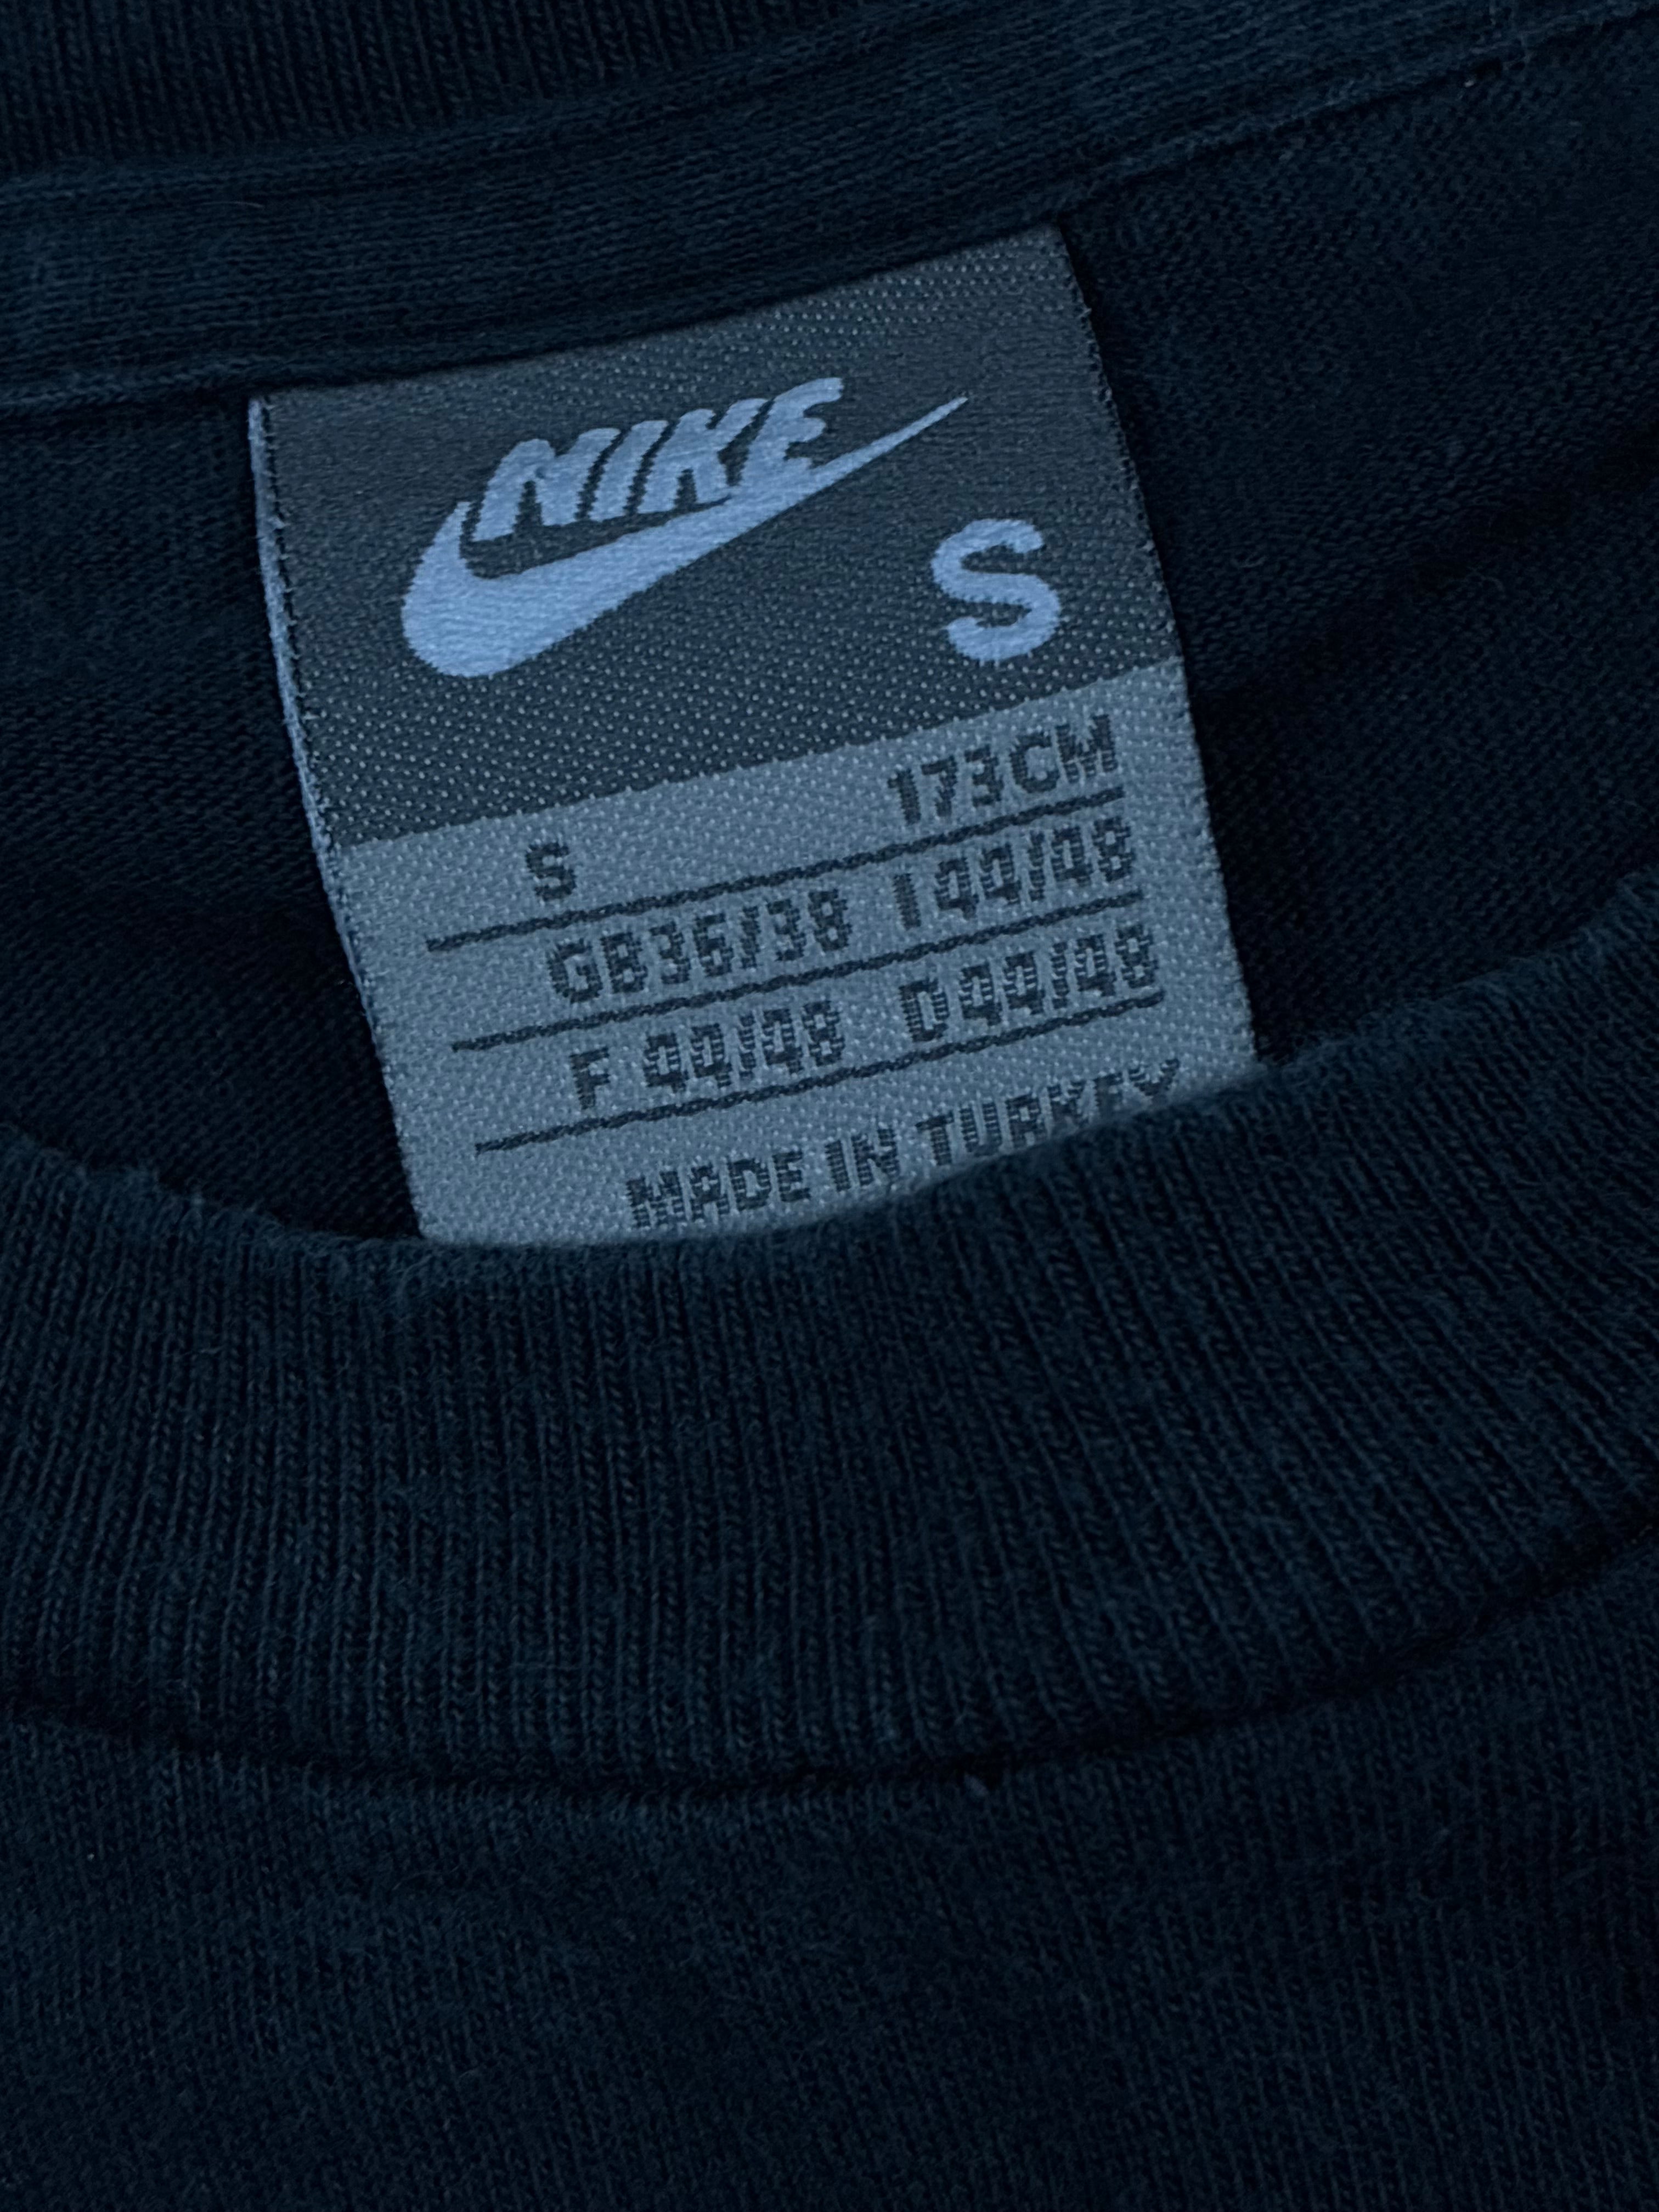 NIKE
S
S 173CM
GB36/38 I 44/48
F 44/48 D44/48
MADE IN TURKEY